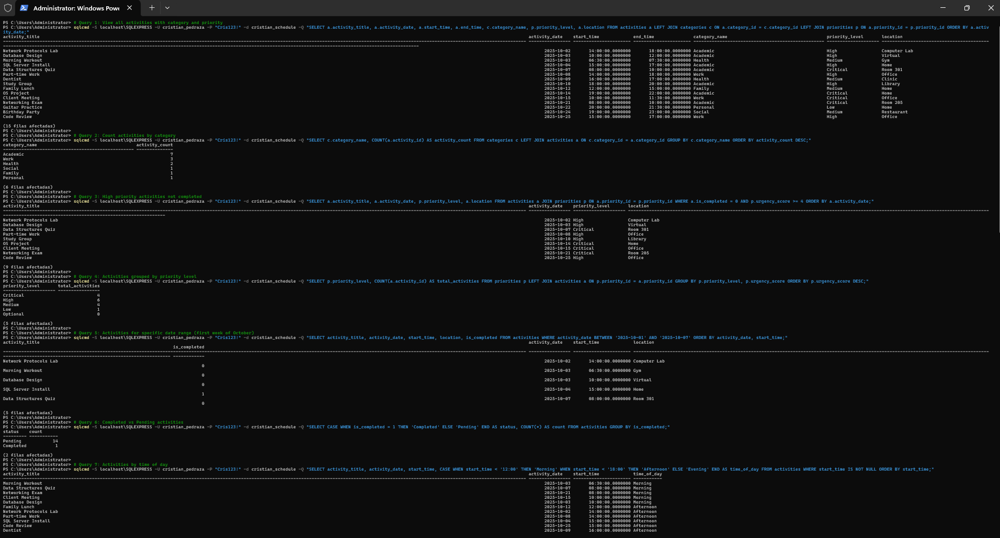 Administrator: Windows Powe
PS C:\Users\Administrator> # Query 1: View all activities with category and priority
PS C:\Users\Administrator> sqlcmd -S localhost\SQLEXPRESS -U cristian_pedraza -P "Cris123!" -d cristian_schedule -Q "SELECT a.activity_title, a.activity_date, a.start_time, a.end_time, c.category_name, p.priority_level, a.location FROM activities a LEFT JOIN categories c ON a.category_id = c.category_id LEFT JOIN priorities p ON a.priority_id = p.priority_id ORDER BY a.activ
ity_date;"
activity_title activity_date start_time end_time category_name priority_level location
Network Protocols Lab 2025-10-02 14:00:00.0000000 18:00:00.0000000 Academic High Computer Lab
Database Design 2025-10-03 10:00:00.0000000 12:00:00.0000000 Academic High Virtual
Morning Workout 2025-10-03 06:30:00.0000000 07:30:00.0000000 Health Medium Gym
SQL Server Install 2025-10-04 15:00:00.0000000 17:00:00.0000000 Academic High Home
Data Structures Quiz 2025-10-07 08:00:00.0000000 10:00:00.0000000 Academic Critical Room 301
Part-time Work 2025-10-08 14:00:00.0000000 18:00:00.0000000 Work High Office
Dentist 2025-10-09 16:00:00.0000000 17:00:00.0000000 Health Medium Clinic
Study Group 2025-10-10 18:00:00.0000000 20:00:00.0000000 Academic High Library
Family Lunch 2025-10-12 12:00:00.0000000 15:00:00.0000000 Family Medium Home
OS Project 2025-10-14 19:00:00.0000000 22:00:00.0000000 Academic Critical Home
Client Meeting 2025-10-15 10:00:00.0000000 11:30:00.0000000 Work Critical Office
Networking Exam 2025-10-21 08:00:00.0000000 10:00:00.0000000 Academic Critical Room 205
Guitar Practice 2025-10-22 20:00:00.0000000 21:30:00.0000000 Personal Low Home
Birthday Party 2025-10-24 19:00:00.0000000 23:00:00.0000000 Social Medium Restaurant
Code Review 2025-10-25 15:00:00.0000000 17:00:00.0000000 Work High Office
(15 filas afectadas)
PS C:\Users\Administrator>
PS C:\Users\Administrator> # Query 2: Count activities by category
PS C:\Users\Administrator> sqlcmd -S localhost\SQLEXPRESS -U cristian_pedraza -P "Cris123!" -d cristian_schedule -Q "SELECT c.category_name, COUNT(a.activity_id) AS activity_count FROM categories c LEFT JOIN activities a ON c.category_id = a.category_id GROUP BY c.category_name ORDER BY activity_count DESC;"
category_name activity_count
Academic 7
Work 3
Health 2
Social 1
Family 1
Personal 1
(6 filas afectadas)
PS C:\Users\Administrator>
PS C:\Users\Administrator> # Query 3: High priority activities not completed
PS C:\Users\Administrator> sqlcmd -S localhost\SQLEXPRESS -U cristian_pedraza -P "Cris123!" -d cristian_schedule -Q "SELECT a.activity_title, a.activity_date, p.priority_level, a.location FROM activities a JOIN priorities p ON a.priority_id = p.priority_id WHERE a.is_completed = 0 AND p.urgency_score >= 4 ORDER BY a.activity_date;"
activity_title activity_date priority_level location
Network Protocols Lab 2025-10-02 High Computer Lab
Database Design 2025-10-03 High Virtual
Data Structures Quiz 2025-10-07 Critical Room 301
Part-time Work 2025-10-08 High Office
Study Group 2025-10-10 High Library
OS Project 2025-10-14 Critical Home
Client Meeting 2025-10-15 Critical Office
Networking Exam 2025-10-21 Critical Room 205
Code Review 2025-10-25 High Office
(9 filas afectadas)
PS C:\Users\Administrator>
PS C:\Users\Administrator> # Query 4: Activities grouped by priority level
PS C:\Users\Administrator> sqlcmd -S localhost\SQLEXPRESS -U cristian_pedraza -P "Cris123!" -d cristian_schedule -Q "SELECT p.priority_level, COUNT(a.activity_id) AS total_activities FROM priorities p LEFT JOIN activities a ON p.priority_id = a.priority_id GROUP BY p.priority_level, p.urgency_score ORDER BY p.urgency_score DESC;"
priority_level total_activities
Critical 4
High 6
Medium 4
Low 1
Optional 0
(5 filas afectadas)
PS C:\Users\Administrator>
PS C:\Users\Administrator> # Query 5: Activities for specific date range (first week of October)
PS C:\Users\Administrator> sqlcmd -S localhost\SQLEXPRESS -U cristian_pedraza -P "Cris123!" -d cristian_schedule -Q "SELECT activity_title, activity_date, start_time, location, is_completed FROM activities WHERE activity_date BETWEEN '2025-10-01' AND '2025-10-07' ORDER BY activity_date, start_time;"
activity_title activity_date start_time location
is_completed
Network Protocols Lab 2025-10-02 14:00:00.0000000 Computer Lab
0
Morning Workout 2025-10-03 06:30:00.0000000 Gym
0
Database Design 2025-10-03 10:00:00.0000000 Virtual
0
SQL Server Install 2025-10-04 15:00:00.0000000 Home
1
Data Structures Quiz 2025-10-07 08:00:00.0000000 Room 301
0
(5 filas afectadas)
PS C:\Users\Administrator>
PS C:\Users\Administrator> # Query 6: Completed vs Pending activities
PS C:\Users\Administrator> sqlcmd -S localhost\SQLEXPRESS -U cristian_pedraza -P "Cris123!" -d cristian_schedule -Q "SELECT CASE WHEN is_completed = 1 THEN 'Completed' ELSE 'Pending' END AS status, COUNT(*) AS count FROM activities GROUP BY is_completed;"
status count
Pending 14
Completed 1
(2 filas afectadas)
PS C:\Users\Administrator>
PS C:\Users\Administrator> # Query 7: Activities by time of day
PS C:\Users\Administrator> sqlcmd -S localhost\SQLEXPRESS -U cristian_pedraza -P "Cris123!" -d cristian_schedule -Q "SELECT activity_title, activity_date, start_time, CASE WHEN start_time < '12:00' THEN 'Morning' WHEN start_time < '18:00' THEN 'Afternoon' ELSE 'Evening' END AS time_of_day FROM activities WHERE start_time IS NOT NULL ORDER BY start_time;"
activity_title activity_date start_time time_of_day
Morning Workout 2025-10-03 06:30:00.0000000 Morning
Data Structures Quiz 2025-10-07 08:00:00.0000000 Morning
Networking Exam 2025-10-21 08:00:00.0000000 Morning
Client Meeting 2025-10-15 10:00:00.0000000 Morning
Database Design 2025-10-03 10:00:00.0000000 Morning
Family Lunch 2025-10-12 12:00:00.0000000 Afternoon
Network Protocols Lab 2025-10-02 14:00:00.0000000 Afternoon
Part-time Work 2025-10-08 14:00:00.0000000 Afternoon
SQL Server Install 2025-10-04 15:00:00.0000000 Afternoon
Code Review 2025-10-25 15:00:00.0000000 Afternoon
Dentist 2025-10-09 16:00:00.0000000 Afternoon